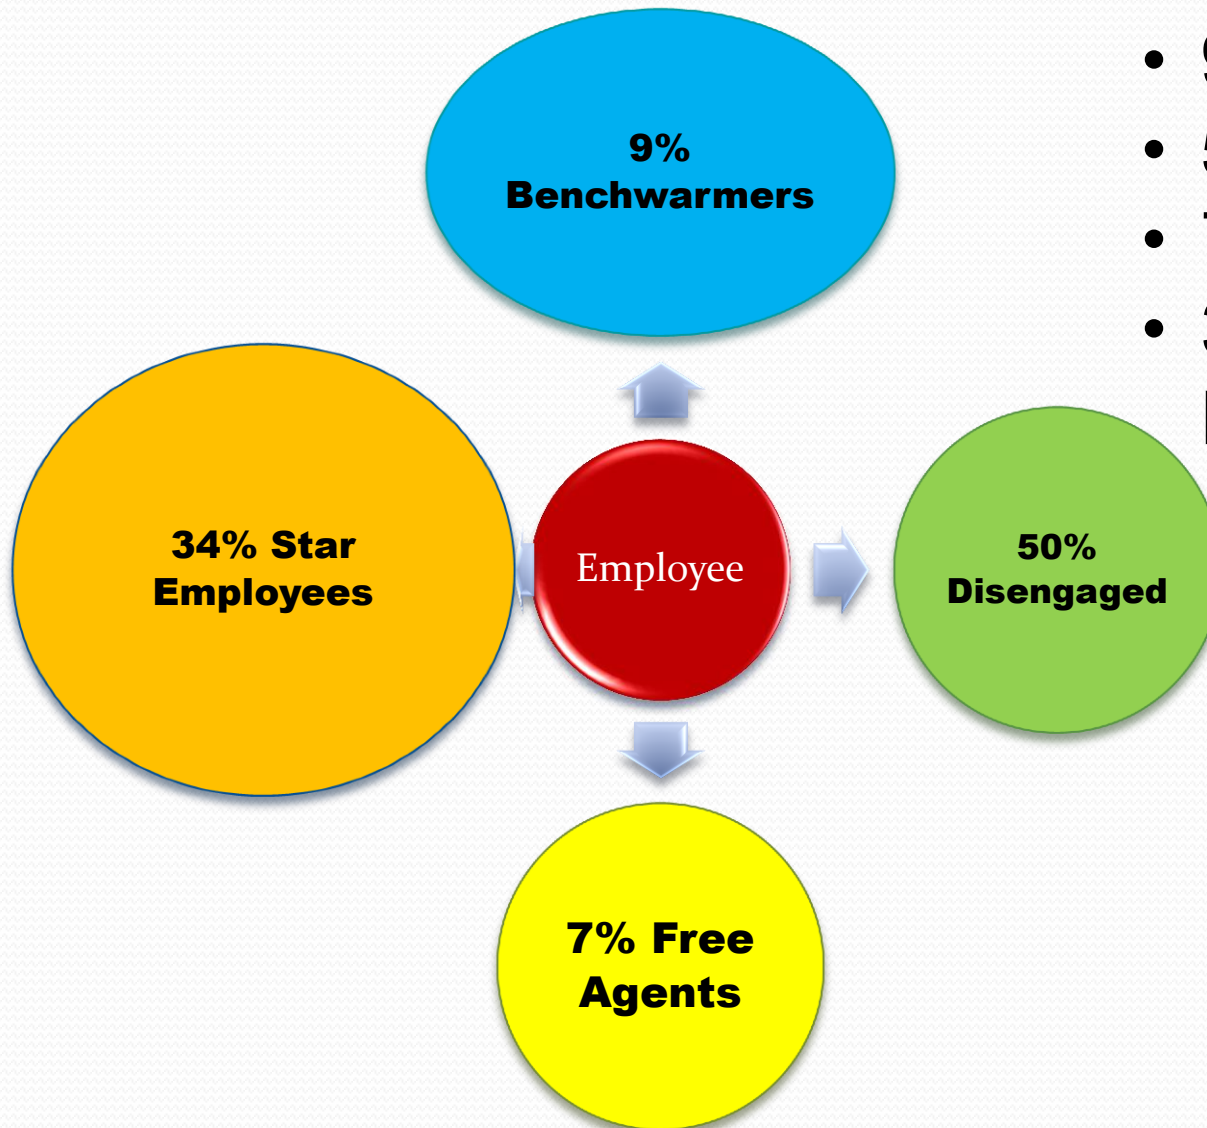 9%
Benchwarmers
34% Star
Employees
Employee
50%
Disengaged
7% Free
Agents